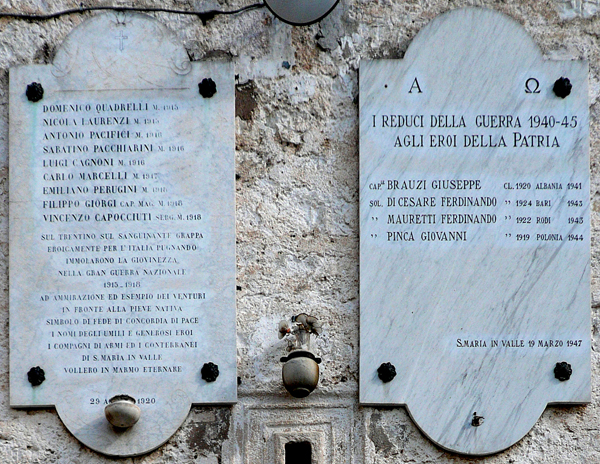 DOMENICO QUADRELLI M. 1915
NICOLA LAURENZI M. 1915
ANTONIO PACIFICI M. 1916
SABATINO PACCHIARINI M. 1916
LUIGI CAGNONI M. 1916
CARLO MARCELLI M. 1917
EMILIANO PERUGINI M. 1918
FILIPPO GIORGI CAP. MAG. M. 1918
VINCENZO CAPOCCIUTI SERG. M. 1918
SUL TRENTINO SUL SANGUINANTE GRAPPA
EROICAMENTE PER L'ITALIA PUGNANDO
IMMOLARONO LA GIOVINEZZA
NELLA GRAN GUERRA NAZIONALE
1915-1918
AD AMMIRAZIONE ED ESEMPIO DEI VENTURI
IN FRONTE ALLA PIEVE NATIVA
SIMBOLO DI FEDE DI CONCORDIA DI PACE
I NOMI DEGLI UMILI E GENEROSI EROI
I COMPAGNI DI ARMI ED I CONTERRANEI
DI S. MARIA IN VALLE
VOLLERO IN MARMO ETERNARE
1920
Α Ω
I REDUCI DELLA GUERRA 1940-45
AGLI EROI DELLA PATRIA
CAP.LE BRAUZI GIUSEPPE CL. 1920 ALBANIA 1941
SOL. DI CESARE FERDINANDO " 1924 BARI 1943
" MAURETTI FERDINANDO " 1922 RODI 1943
" PINCA GIOVANNI " 1919 POLONIA 1944
S. MARIA IN VALLE 19 MARZO 1947